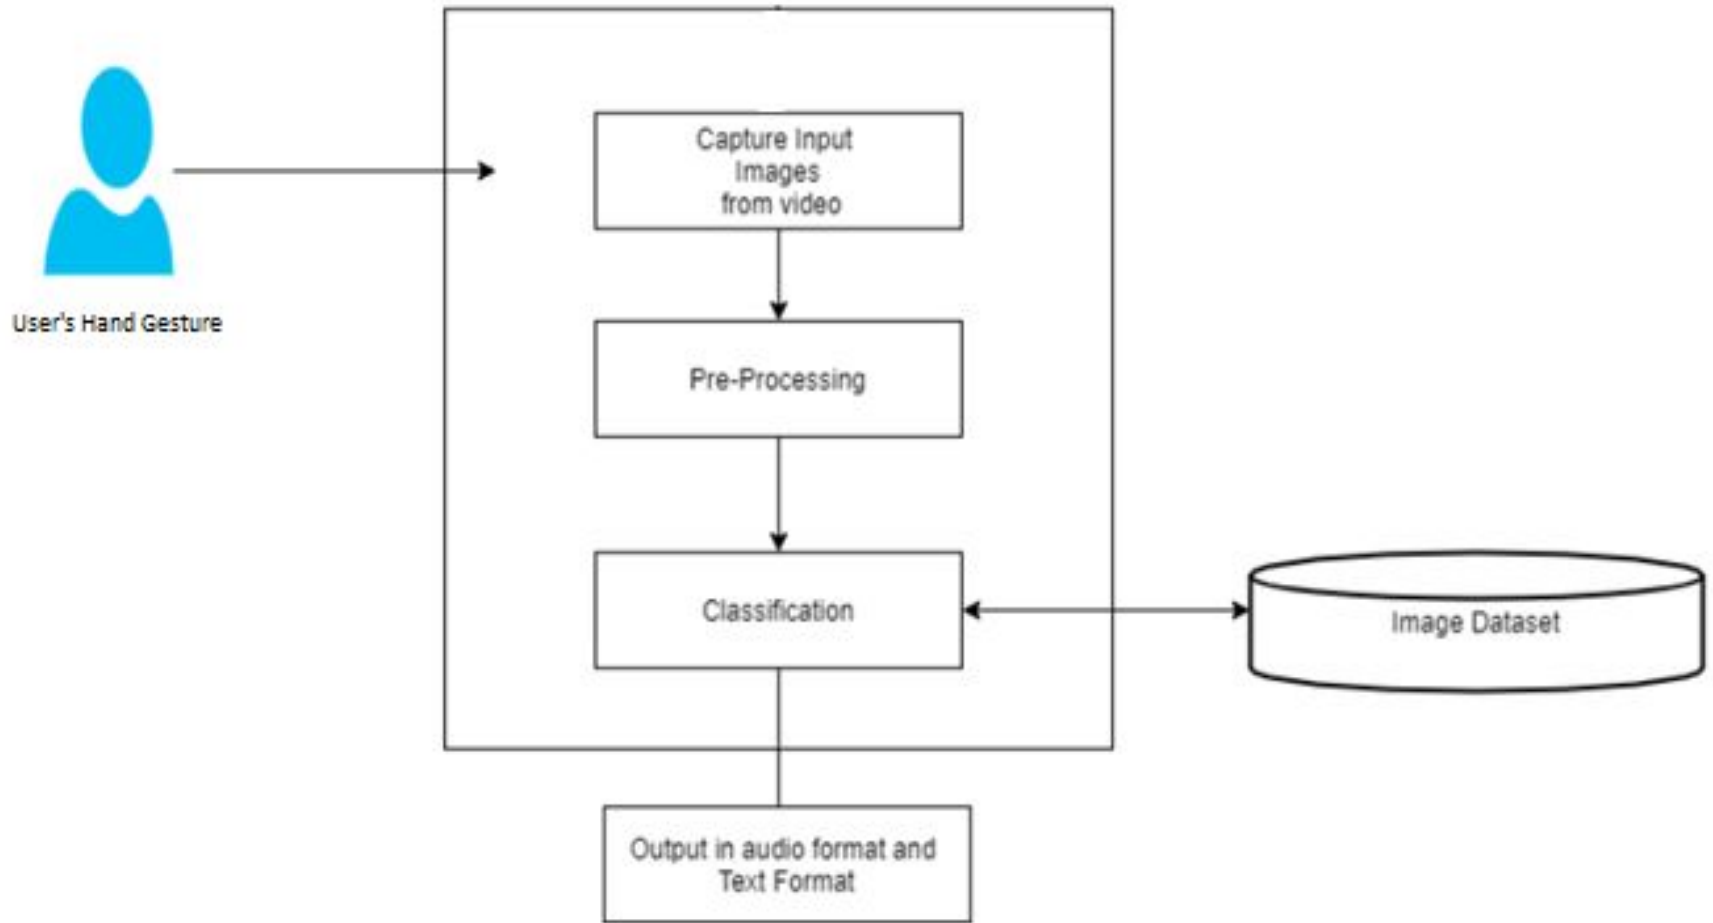 Capture Input
Images
from video
User's Hand Gesture
Pre-Processing
Classification
Image Dataset
Output in audio format and
Text Format